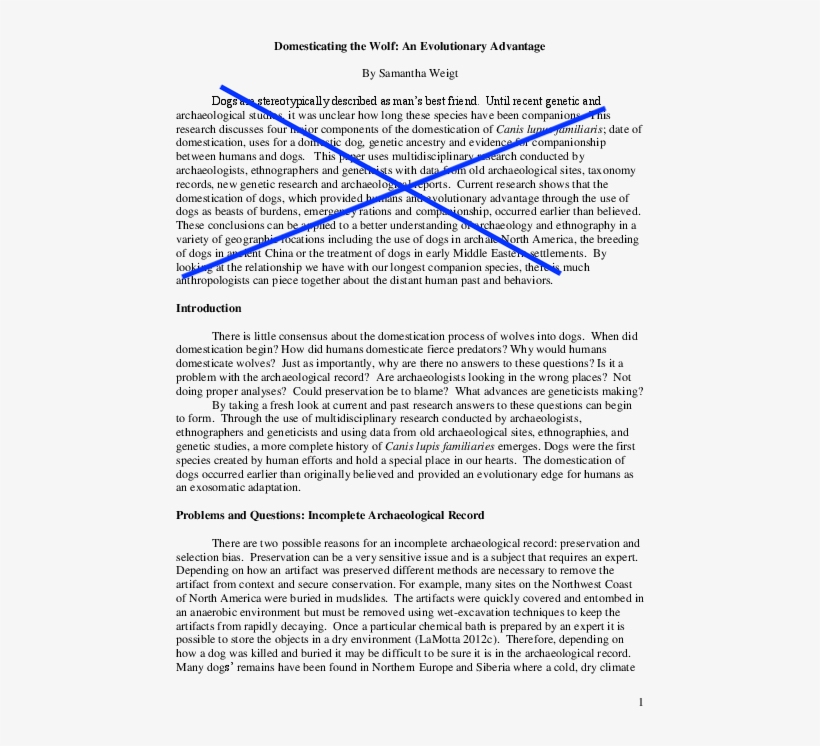 Domesticating the Wolf: An Evolutionary Advantage
By Samantha Weigt
Dogs are stereotypically described as man's best friend. Until recent genetic and
archaeological studies, it was unclear how long these species have been companions. This
research discusses four major components of the domestication of Canis lupus familiaris; date of
domestication, uses for a domestic dog, genetic ancestry and evidence for companionship
between humans and dogs. This paper uses multidisciplinary research conducted by
archaeologists, ethnographers and geneticists with data from old archaeological sites, taxonomy
records, new genetic research and archaeological reports. Current research shows that the
domestication of dogs, which provided humans and evolutionary advantage through the use of
dogs as beasts of burdens, emergency rations and companionship, occurred earlier than believed.
These conclusions can be applied to a better understanding of archaeology and ethnography in a
variety of geographic locations including the use of dogs in archaic North America, the breeding
of dogs in ancient China or the treatment of dogs in early Middle Eastern settlements. By
looking at the relationship we have with our longest companion species, there is much
anthropologists can piece together about the distant human past and behaviors.
Introduction
There is little consensus about the domestication process of wolves into dogs. When did
domestication begin? How did humans domesticate fierce predators? Why would humans
domesticate wolves? Just as importantly, why are there no answers to these questions? Is it a
problem with the archaeological record? Are archaeologists looking in the wrong places? Not
doing proper analyses? Could preservation be to blame? What advances are geneticists making?
By taking a fresh look at current and past research answers to these questions can begin
to form. Through the use of multidisciplinary research conducted by archaeologists,
ethnographers and geneticists and using data from old archaeological sites, ethnographies, and
genetic studies, a more complete history of Canis lupis familiaries emerges. Dogs were the first
species created by human efforts and hold a special place in our hearts. The domestication of
dogs occurred earlier than originally believed and provided an evolutionary edge for humans as
an exosomatic adaptation.
Problems and Questions: Incomplete Archaeological Record
There are two possible reasons for an incomplete archaeological record: preservation and
selection bias. Preservation can be a very sensitive issue and is a subject that requires an expert.
Depending on how an artifact was preserved different methods are necessary to remove the
artifact from context and secure conservation. For example, many sites on the Northwest Coast
of North America were buried in mudslides. The artifacts were quickly covered and entombed in
an anaerobic environment but must be removed using wet-excavation techniques to keep the
artifacts from rapidly decaying. Once a particular chemical bath is prepared by an expert it is
possible to store the objects in a dry environment (LaMotta 2012c). Therefore, depending on
how a dog was killed and buried it may be difficult to be sure it is in the archaeological record.
Many dogs' remains have been found in Northern Europe and Siberia where a cold, dry climate
1